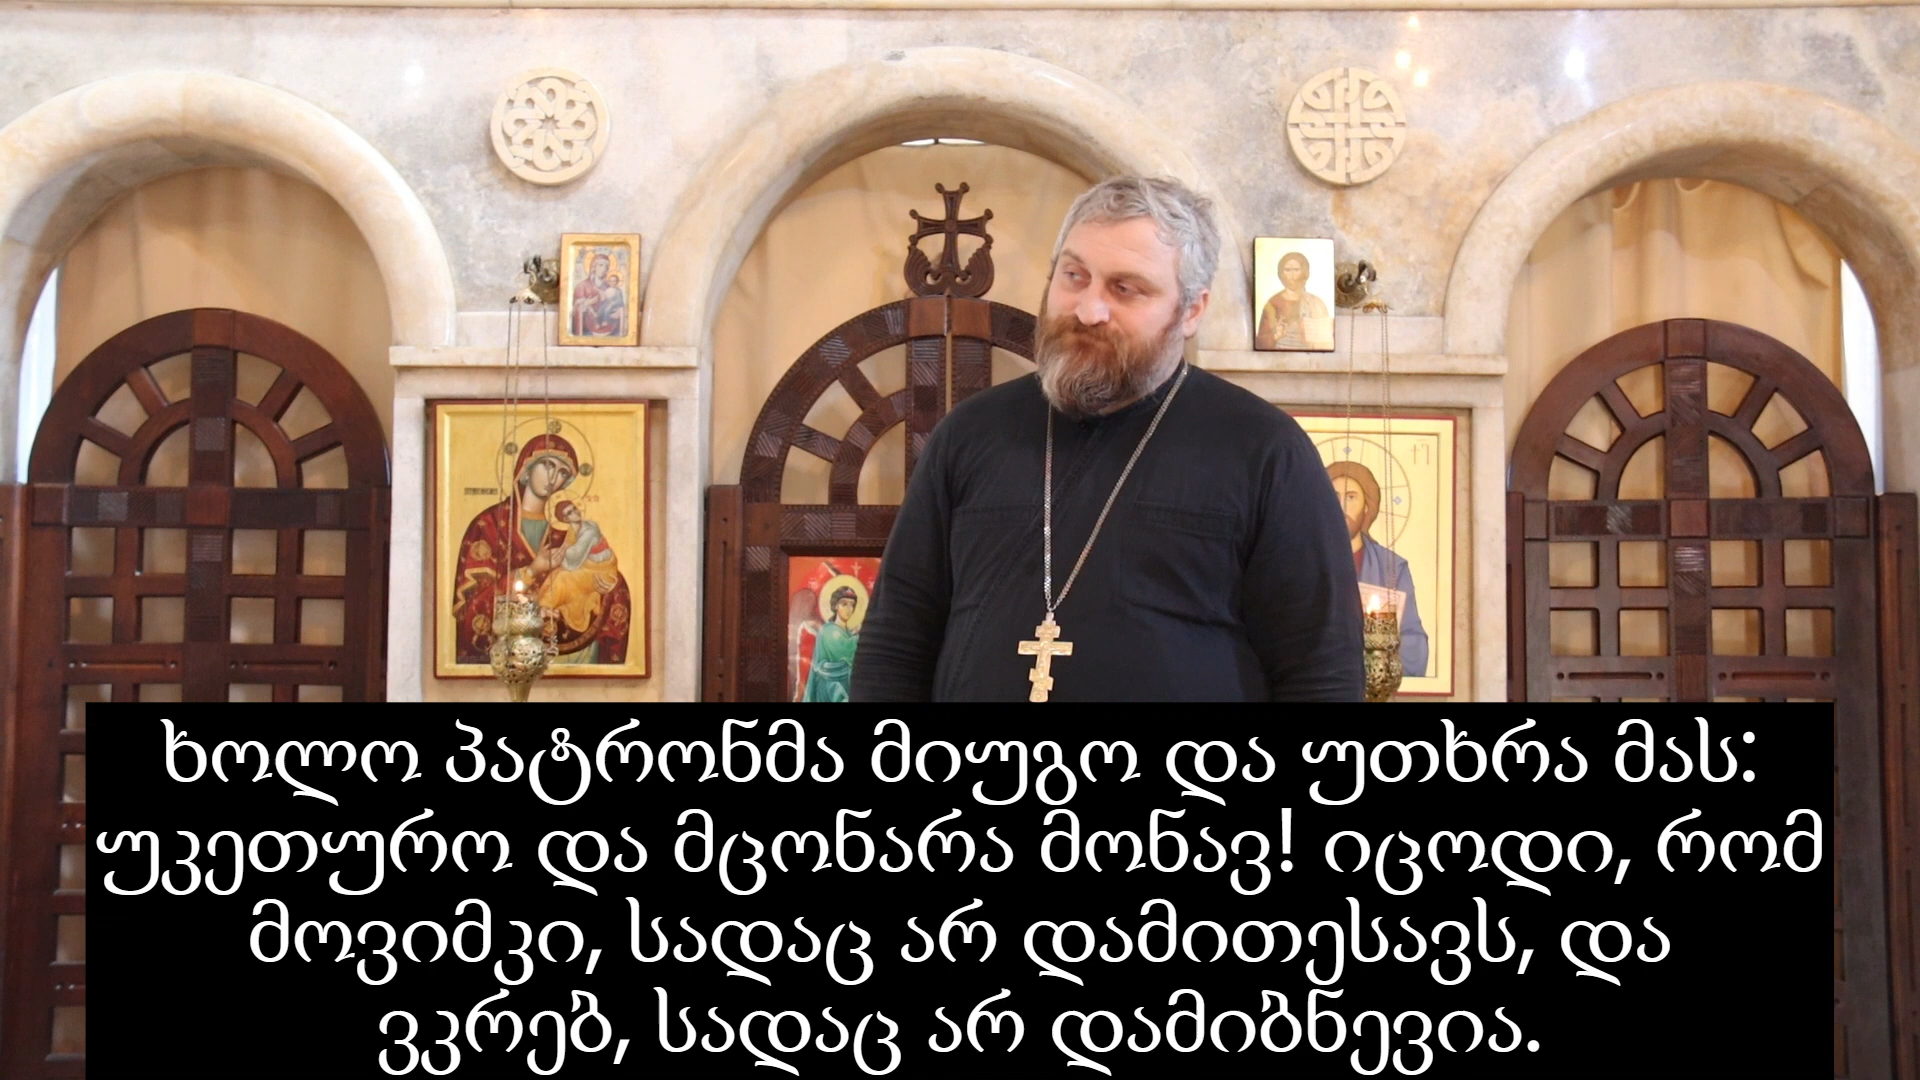 ხოლო პატრონმა მიუგო და უთხრა მას:
უკეთურო და მცონარა მონავ! იცოდი, რომ
მოვიმკი, სადაც არ დამითესავს, და
ვკრებ, სადაც არ დამიბნევია.